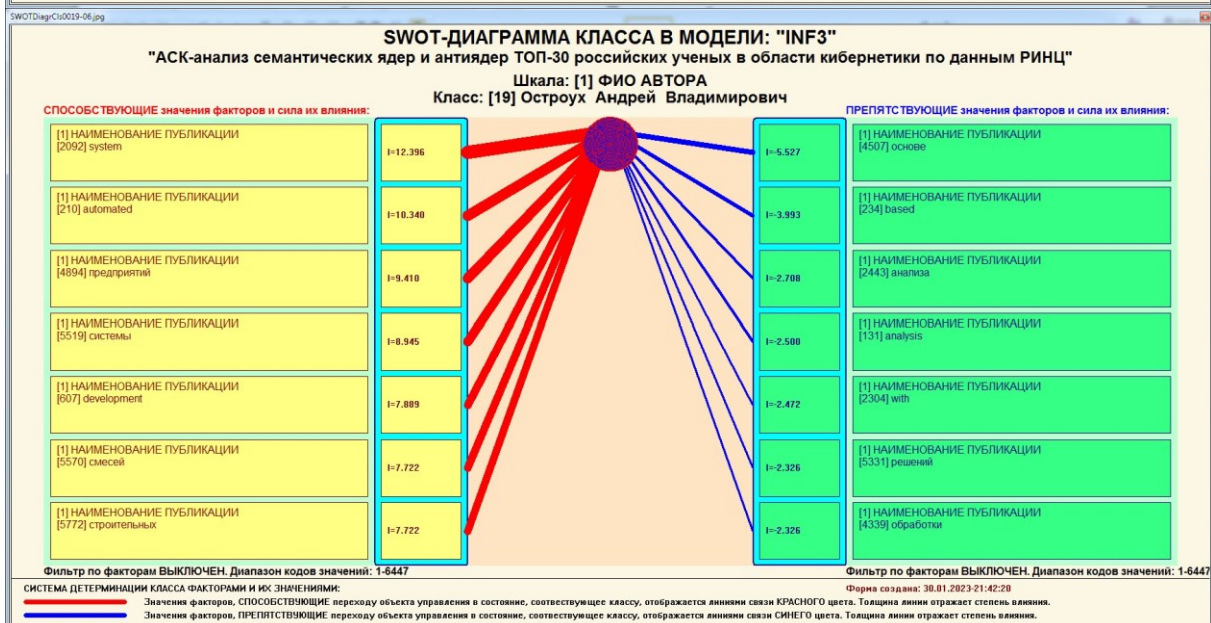 SWOTDiagrCls0019-06.jpg
SWOT-ДИАГРАММА КЛАССА В МОДЕЛИ: "INF3"
"АСК-анализ семантических ядер и антиядер ТОП-30 российских ученых в области кибернетики по данным РИНЦ"
Шкала: [1] ФИО АВТОРА
Класс: [19] Остроух Андрей Владимирович
СПОСОБСТВУЮЩИЕ значения факторов и сила их влияния:
[1] НАИМЕНОВАНИЕ ПУБЛИКАЦИИ
[2092] system
I=12.396
[1] НАИМЕНОВАНИЕ ПУБЛИКАЦИИ
[210] automated
I=10.340
[1] НАИМЕНОВАНИЕ ПУБЛИКАЦИИ
[4894] предприятий
I=9.410
[1] НАИМЕНОВАНИЕ ПУБЛИКАЦИИ
[5519] системы
I=8.945
[1] НАИМЕНОВАНИЕ ПУБЛИКАЦИИ
[607] development
I=7.889
[1] НАИМЕНОВАНИЕ ПУБЛИКАЦИИ
[5570] смесей
I=7.722
[1] НАИМЕНОВАНИЕ ПУБЛИКАЦИИ
[5772] строительных
I=7.722
Фильтр по факторам ВЫКЛЮЧЕН. Диапазон кодов значений: 1-6447
ПРЕПЯТСТВУЮЩИЕ значения факторов и сила их влияния:
I=-5.527
[1] НАИМЕНОВАНИЕ ПУБЛИКАЦИИ
[4507] основе
I=-3.993
[1] НАИМЕНОВАНИЕ ПУБЛИКАЦИИ
[234] based
I=-2.708
[1] НАИМЕНОВАНИЕ ПУБЛИКАЦИИ
[2443] анализа
I=-2.500
[1] НАИМЕНОВАНИЕ ПУБЛИКАЦИИ
[131] analysis
I=-2.472
[1] НАИМЕНОВАНИЕ ПУБЛИКАЦИИ
[2304] with
I=-2.326
[1] НАИМЕНОВАНИЕ ПУБЛИКАЦИИ
[5331] решений
I=-2.326
[1] НАИМЕНОВАНИЕ ПУБЛИКАЦИИ
[4339] обработки
Фильтр по факторам ВЫКЛЮЧЕН. Диапазон кодов значений: 1-6447
СИСТЕМА ДЕТЕРМИНАЦИИ КЛАССА ФАКТОРАМИ И ИХ ЗНАЧЕНИЯМИ:
Форма создана: 30.01.2023-21:42:20
Значения факторов, СПОСОБСТВУЮЩИЕ переходу объекта управления в состояние, соотвествующее классу, отображается линиями связи КРАСНОГО цвета. Толщина линии отражает степень влияния.
Значения факторов, ПРЕПЯТСТВУЮЩИЕ переходу объекта управления в состояние, соотвествующее классу, отображается линиями связи СИНЕГО цвета. Толщина линии отражает степень влияния.